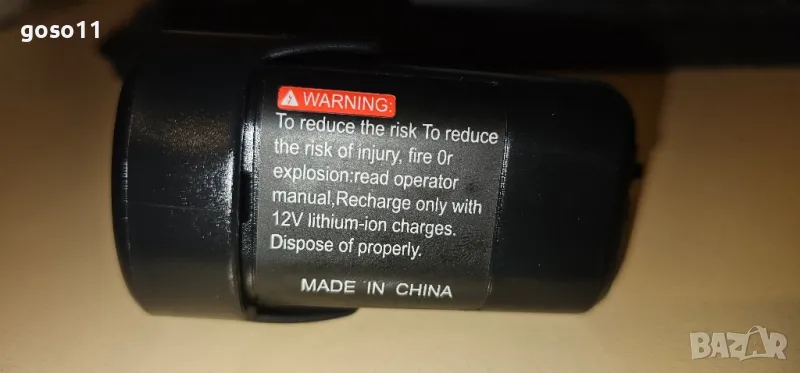 goso11
WARNING:
To reduce the risk To reduce
the risk of injury, fire 0r
explosion:read operator
manual,Recharge only with
12V lithium-ion charges.
Dispose of properly.
MADE IN CHINA
BAZAR